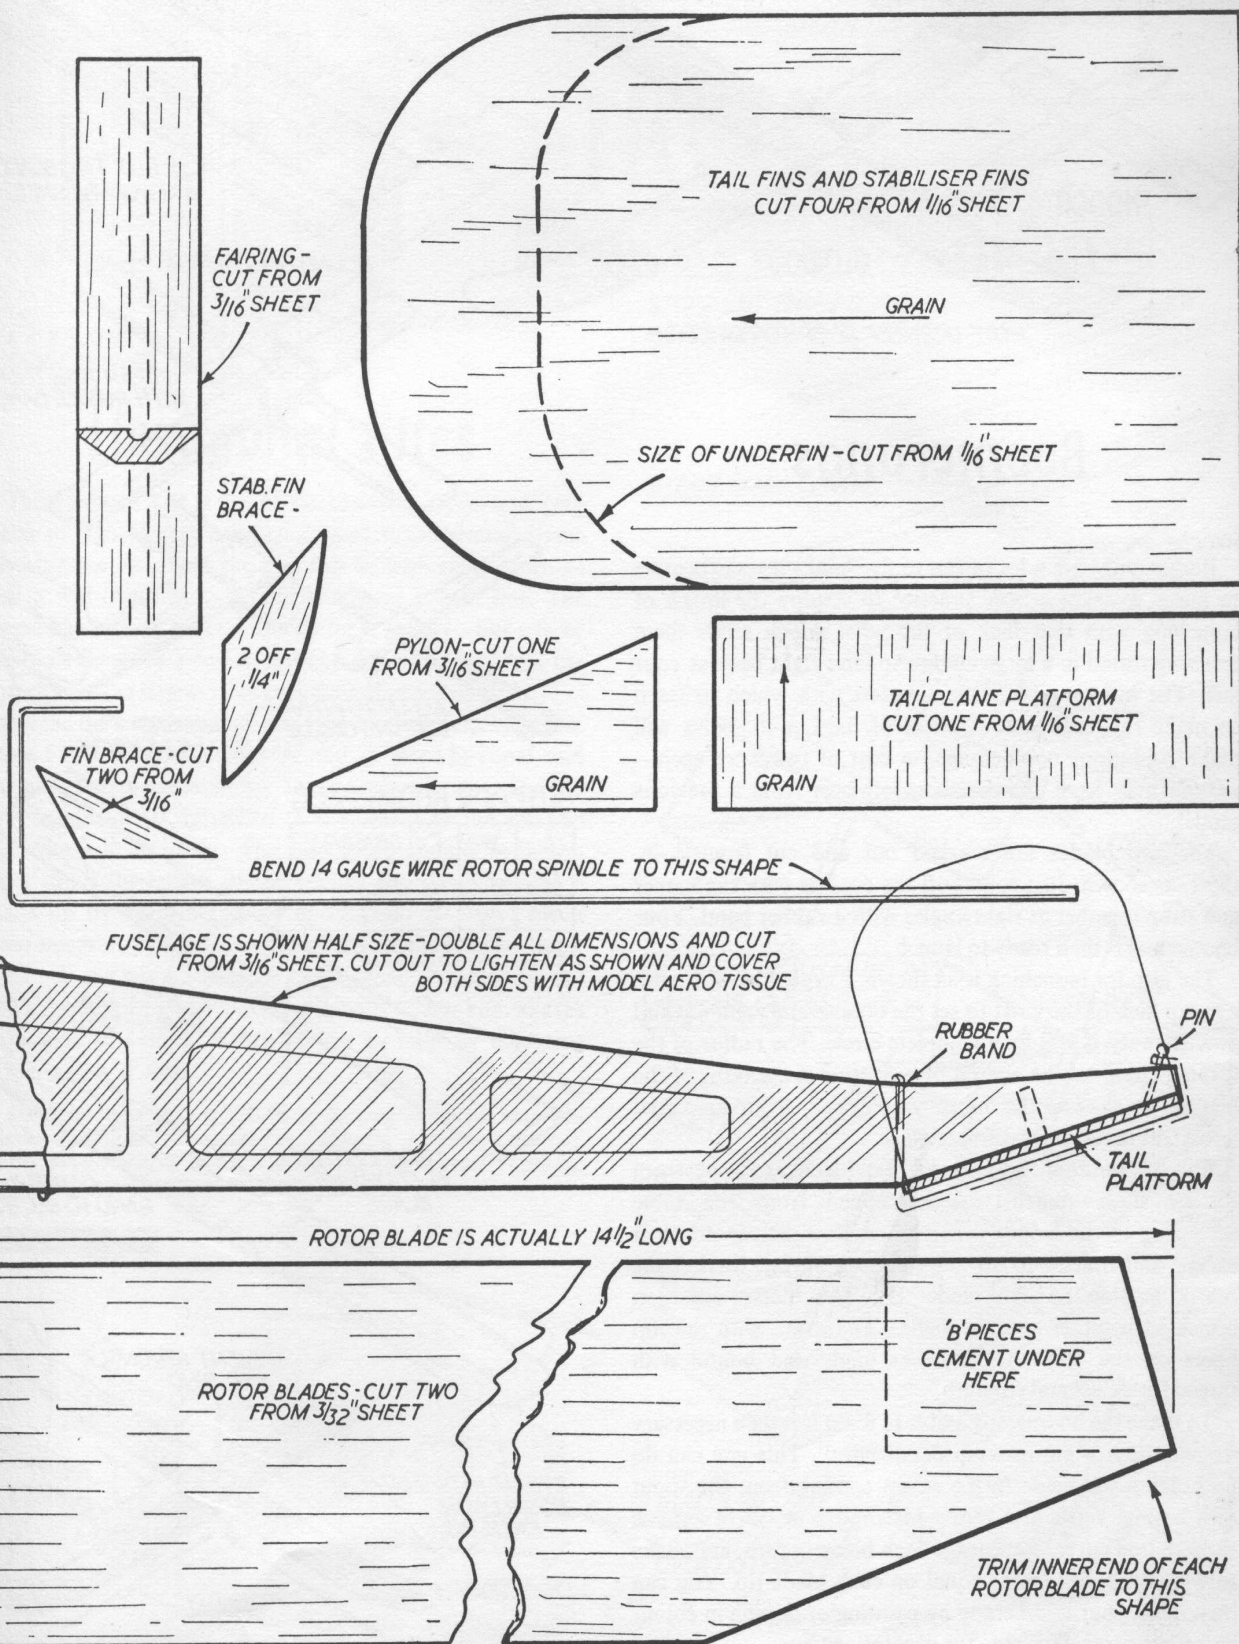 TAIL FINS AND STABILISER FINS
CUT FOUR FROM 1/16" SHEET
FAIRING-
CUT FROM
3/16" SHEET
GRAIN
SIZE OF UNDERFIN - CUT FROM 1/16" SHEET
STAB. FIN
BRACE -
2 OFF
1/4"
PYLON-CUT ONE
FROM 3/16" SHEET
GRAIN
TAILPLANE PLATFORM
CUT ONE FROM 1/16" SHEET
GRAIN
FIN BRACE-CUT
TWO FROM
3/16"
BEND 14 GAUGE WIRE ROTOR SPINDLE TO THIS SHAPE
FUSELAGE IS SHOWN HALF SIZE-DOUBLE ALL DIMENSIONS AND CUT
FROM 3/16" SHEET. CUT OUT TO LIGHTEN AS SHOWN AND COVER
BOTH SIDES WITH MODEL AERO TISSUE
RUBBER
BAND
PIN
TAIL
PLATFORM
ROTOR BLADE IS ACTUALLY 14 1/2" LONG
'B' PIECES
CEMENT UNDER
HERE
ROTOR BLADES-CUT TWO
FROM 3/32" SHEET
TRIM INNER END OF EACH
ROTOR BLADE TO THIS
SHAPE